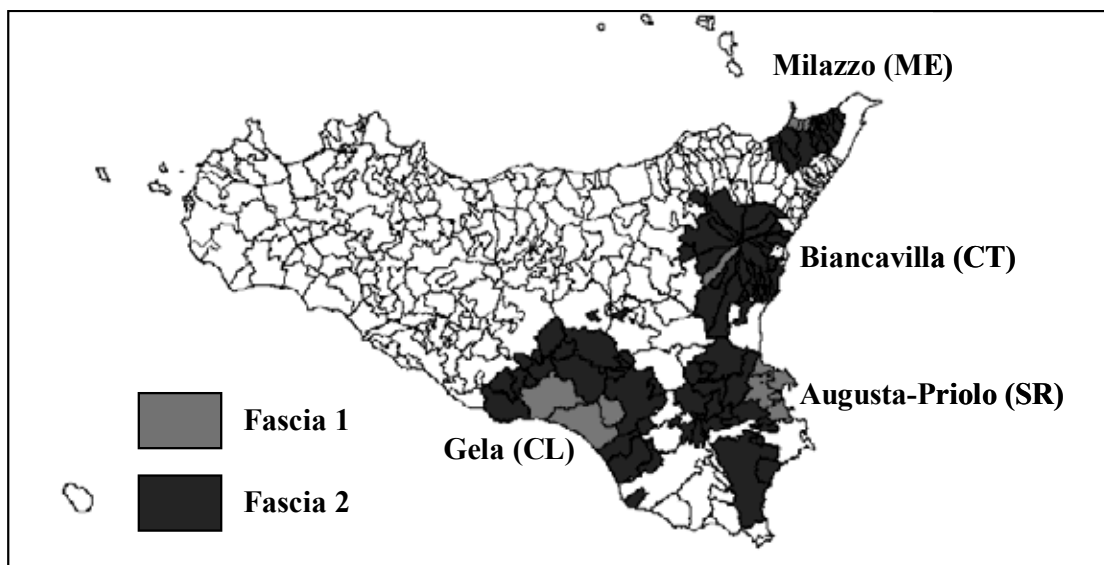 Milazzo (ME)
Biancavilla (CT)
Augusta-Priolo (SR)
Gela (CL)
Fascia 1
Fascia 2